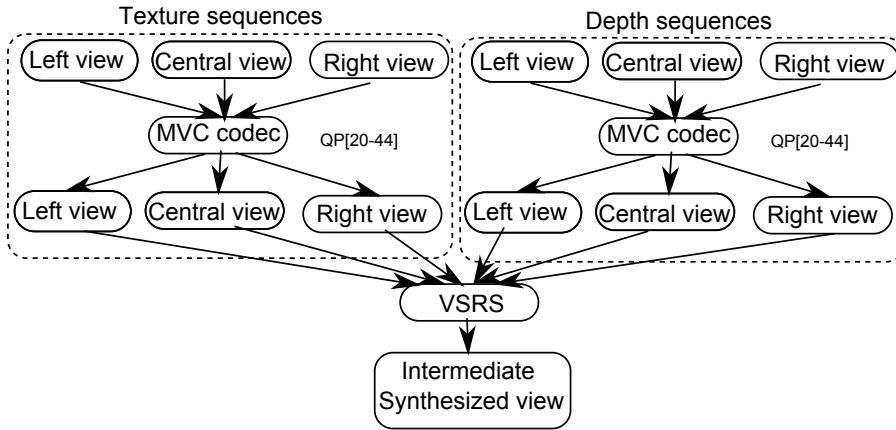 Texture sequences
Depth sequences
Left view
Central view
Right view
Left view
Central view
Right view
MVC codec
QP[20-44]
MVC codec
QP[20-44]
Left view
Central view
Right view
Left view
Central view
Right view
VSRS
Intermediate
Synthesized view